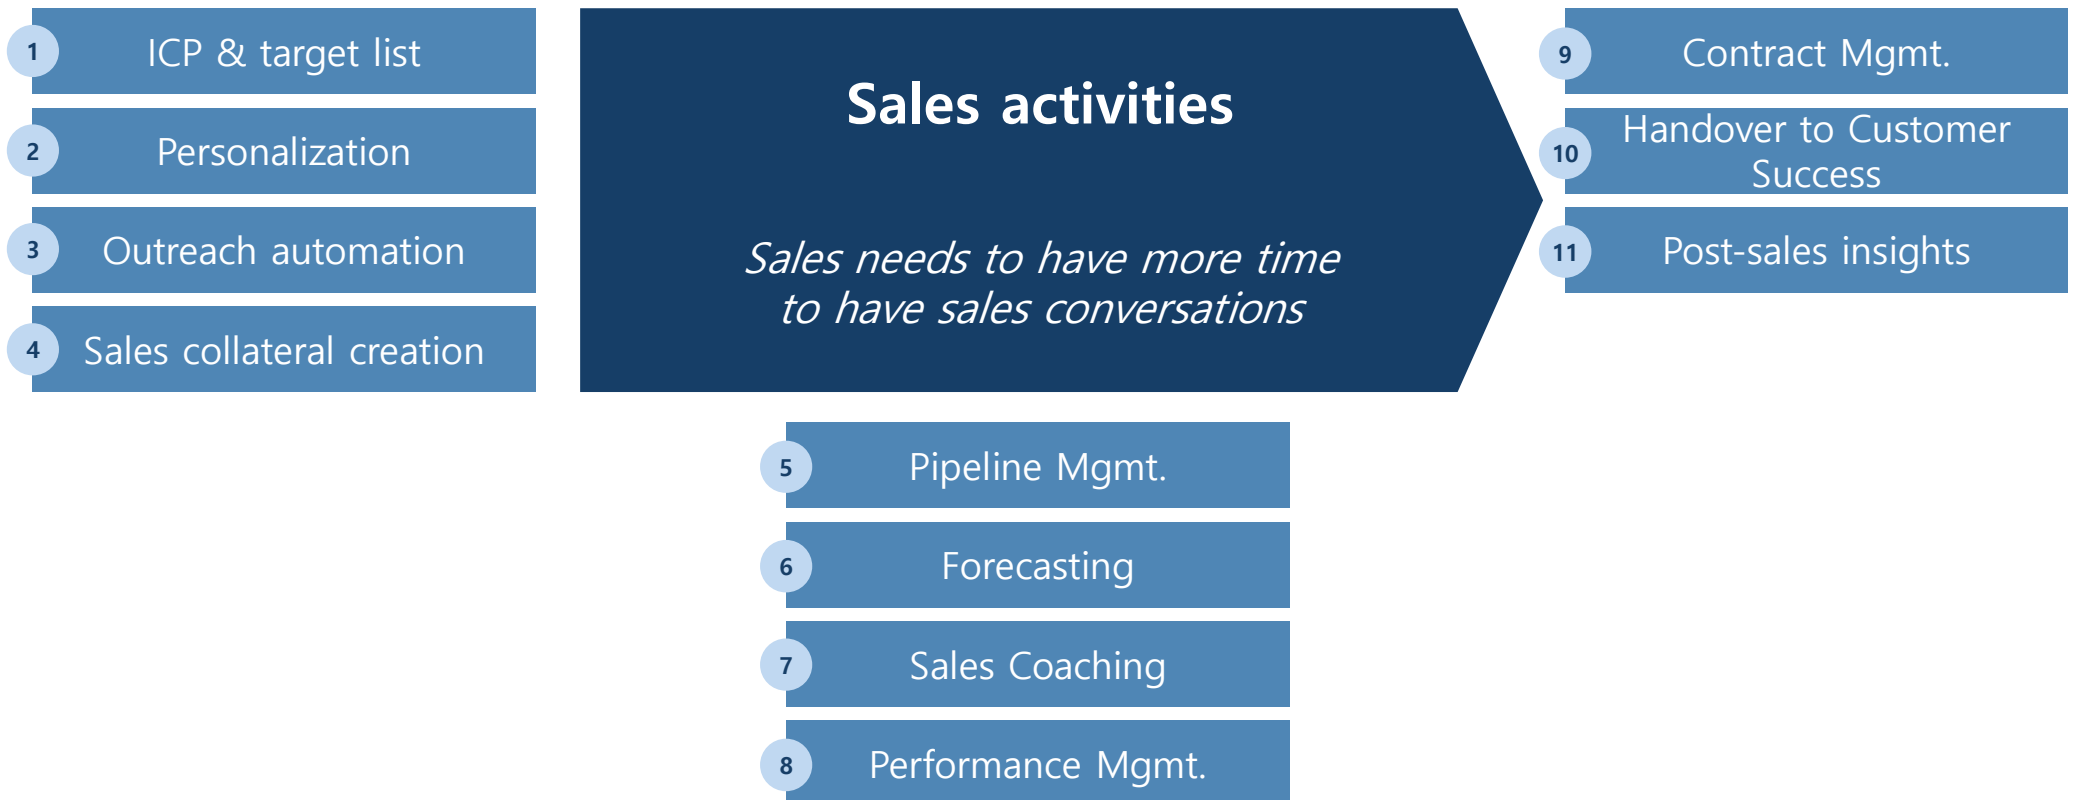 1
ICP & target list
2
Personalization
3
Outreach automation
4
Sales collateral creation
Sales activities
Sales needs to have more time
to have sales conversations
5
Pipeline Mgmt.
6
Forecasting
7
Sales Coaching
8
Performance Mgmt.
9
Contract Mgmt.
10
Handover to Customer
Success
11
Post-sales insights